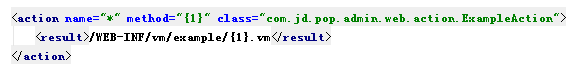 <action name="*" method="{1}" class="com.jd.pop.admin.web.action.ExampleAction">
<result>/WEB-INF/vm/example/{1}.vm</result>
</action>